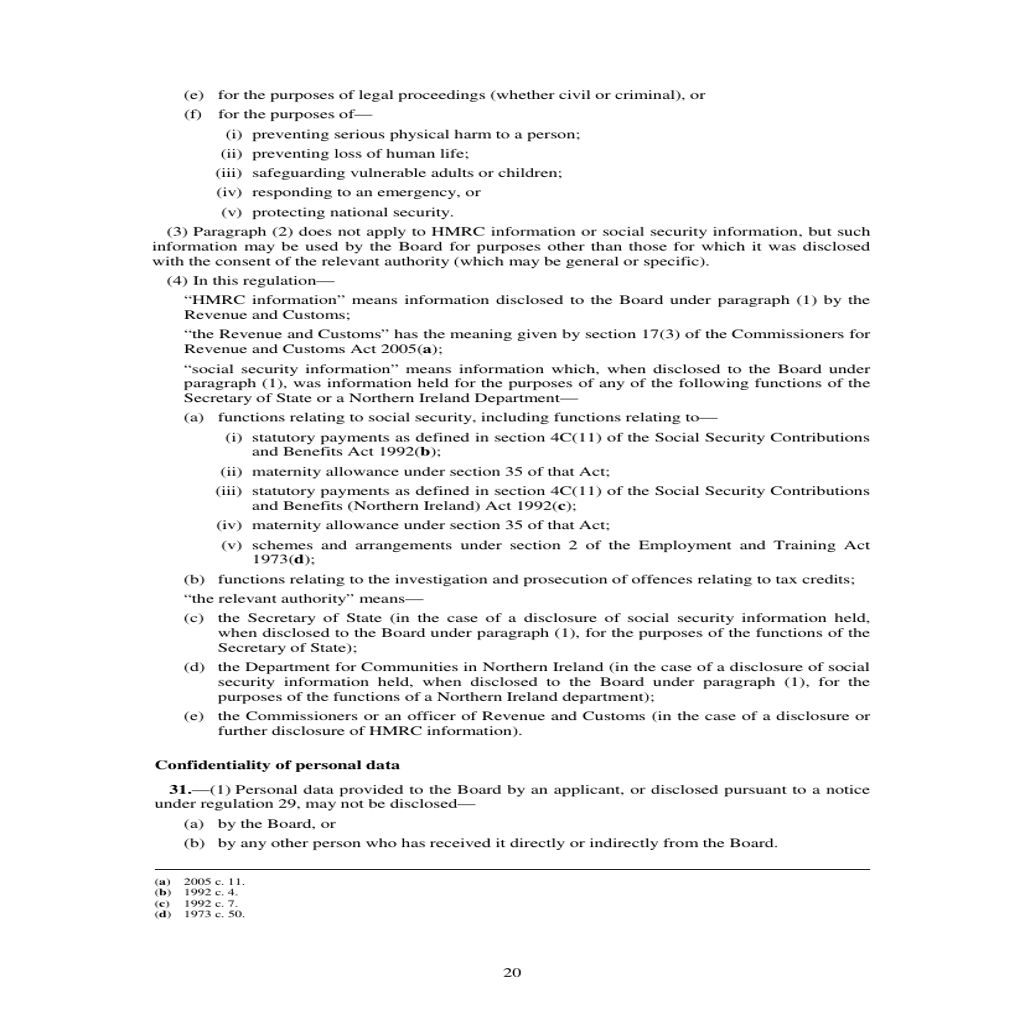 (e) for the purposes of legal proceedings (whether civil or criminal), or
(f) for the purposes of—
(i) preventing serious physical harm to a person;
(ii) preventing loss of human life;
(iii) safeguarding vulnerable adults or children;
(iv) responding to an emergency, or
(v) protecting national security.
(3) Paragraph (2) does not apply to HMRC information or social security information, but such
information may be used by the Board for purposes other than those for which it was disclosed
with the consent of the relevant authority (which may be general or specific).
(4) In this regulation—
“HMRC information” means information disclosed to the Board under paragraph (1) by the
Revenue and Customs;
“the Revenue and Customs” has the meaning given by section 17(3) of the Commissioners for
Revenue and Customs Act 2005(a);
“social security information” means information which, when disclosed to the Board under
paragraph (1), was information held for the purposes of any of the following functions of the
Secretary of State or a Northern Ireland Department—
(a) functions relating to social security, including functions relating to—
(i) statutory payments as defined in section 4C(11) of the Social Security Contributions
and Benefits Act 1992(b);
(ii) maternity allowance under section 35 of that Act;
(iii) statutory payments as defined in section 4C(11) of the Social Security Contributions
and Benefits (Northern Ireland) Act 1992(c);
(iv) maternity allowance under section 35 of that Act;
(v) schemes and arrangements under section 2 of the Employment and Training Act
1973(d);
(b) functions relating to the investigation and prosecution of offences relating to tax credits;
“the relevant authority” means—
(c) the Secretary of State (in the case of a disclosure of social security information held,
when disclosed to the Board under paragraph (1), for the purposes of the functions of the
Secretary of State);
(d) the Department for Communities in Northern Ireland (in the case of a disclosure of social
security information held, when disclosed to the Board under paragraph (1), for the
purposes of the functions of a Northern Ireland department);
(e) the Commissioners or an officer of Revenue and Customs (in the case of a disclosure or
further disclosure of HMRC information).
Confidentiality of personal data
31.—(1) Personal data provided to the Board by an applicant, or disclosed pursuant to a notice
under regulation 29, may not be disclosed—
(a) by the Board, or
(b) by any other person who has received it directly or indirectly from the Board.
(a) 2005 c. 11.
(b) 1992 c. 4.
(c) 1992 c. 7.
(d) 1973 c. 50.
20